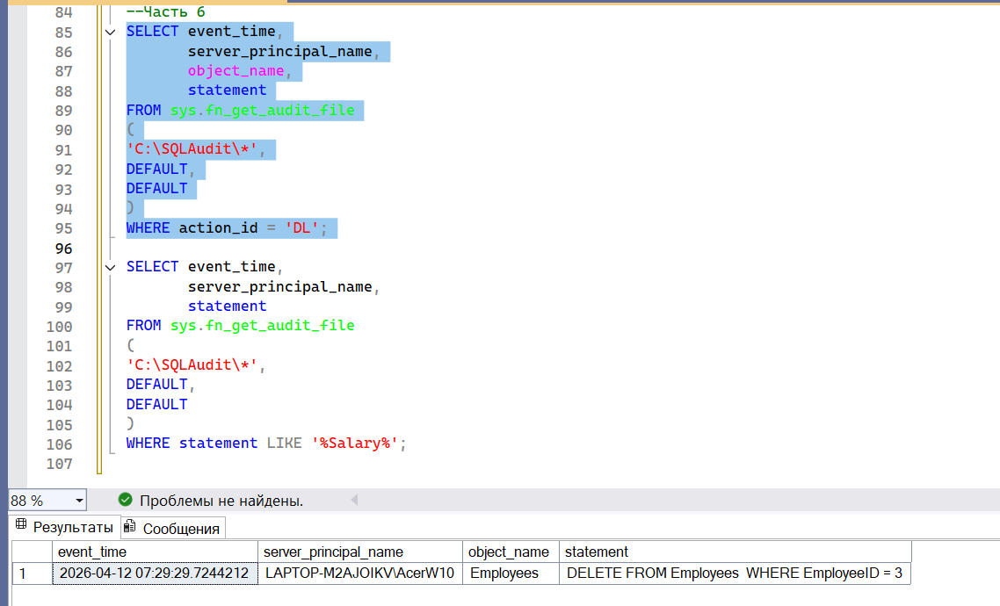 84 --Часть 6
85 SELECT event_time,
86 server_principal_name,
87 object_name,
88 statement
89 FROM sys.fn_get_audit_file
90 (
91 'C:\SQLAudit\*',
92 DEFAULT,
93 DEFAULT
94 )
95 WHERE action_id = 'DL';
96
97 SELECT event_time,
98 server_principal_name,
99 statement
100 FROM sys.fn_get_audit_file
101 (
102 'C:\SQLAudit\*',
103 DEFAULT,
104 DEFAULT
105 )
106 WHERE statement LIKE '%Salary%';
107
88 % Проблемы не найдены.
Результаты Сообщения
event_time server_principal_name object_name statement
1 2026-04-12 07:29:29.7244212 LAPTOP-M2AJOIKV\AcerW10 Employees DELETE FROM Employees  WHERE EmployeeID = 3